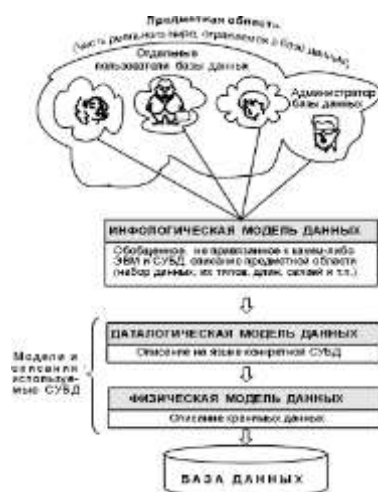 Предметная область
(часть реального мира, отражаемая в базе данных)
Отдельные
пользователи базы данных
Администратор
базы данных
ИНФОЛОГИЧЕСКАЯ МОДЕЛЬ ДАННЫХ
Обобщенное, не привязанное к каким-либо
ЭВМ и СУБД, описание предметной области
(набор данных, их типов, длин, связей и т.п.)
ДАТАЛОГИЧЕСКАЯ МОДЕЛЬ ДАННЫХ
Описание на языке конкретной СУБД
Модели и
описания
используе-
мые СУБД
ФИЗИЧЕСКАЯ МОДЕЛЬ ДАННЫХ
Описание хранимых данных
БАЗА ДАННЫХ